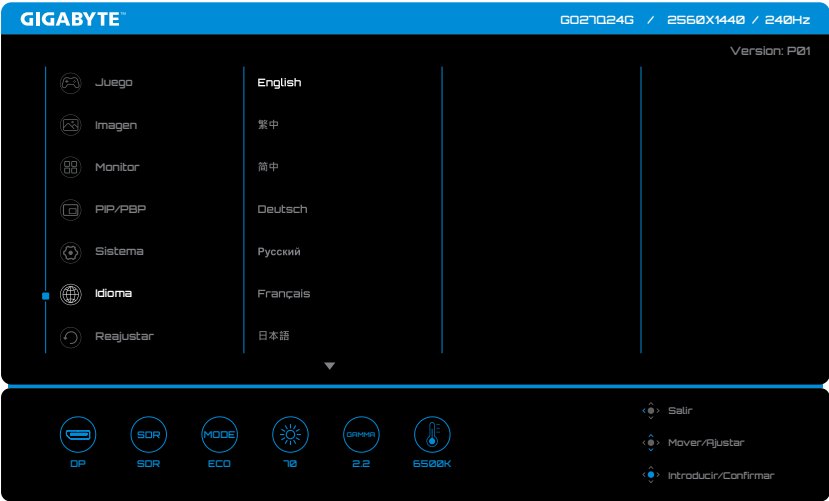 GIGABYTE™
GO27Q24G / 2560X1440 / 240Hz
Version: P01
Juego
English
Imagen
繁中
Monitor
简中
PIP/PBP
Deutsch
Sistema
Русский
Idioma
Français
Reajustar
日本語
SDR
MODE
GAMMA
DP
SDR
ECO
70
2.2
6500K
Salir
Mover/Ajustar
Introducir/Confirmar